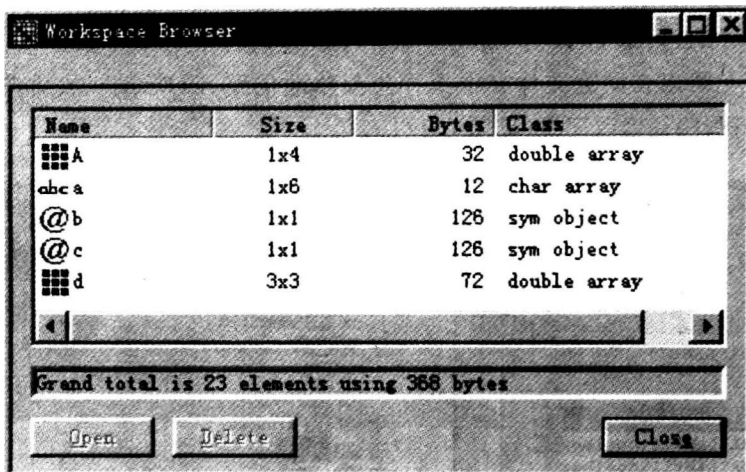 Workspace Browser
Name Size Bytes Class
A 1x4 32 double array
abc a 1x6 12 char array
@ b 1x1 126 sym object
@ c 1x1 126 sym object
d 3x3 72 double array
Grand total is 23 elements using 368 bytes
Open Delete Close